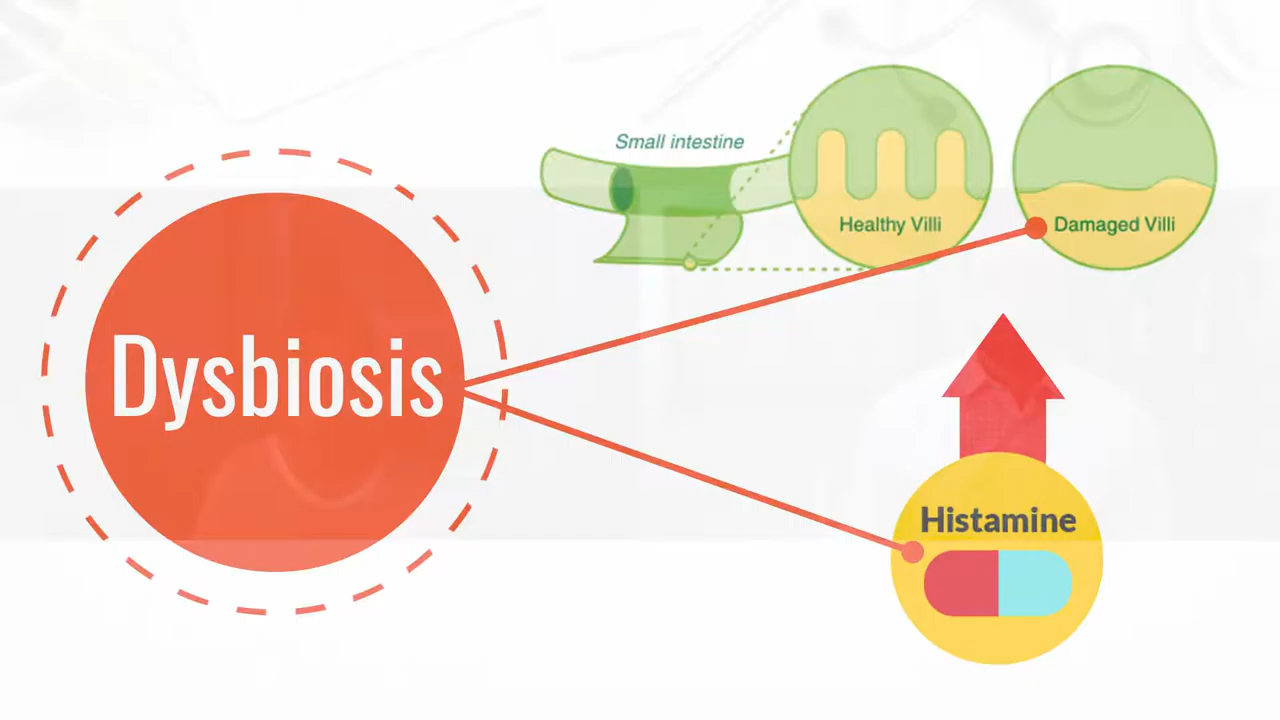 Small intestine
Healthy Villi
Damaged Villi
Dysbiosis
Histamine